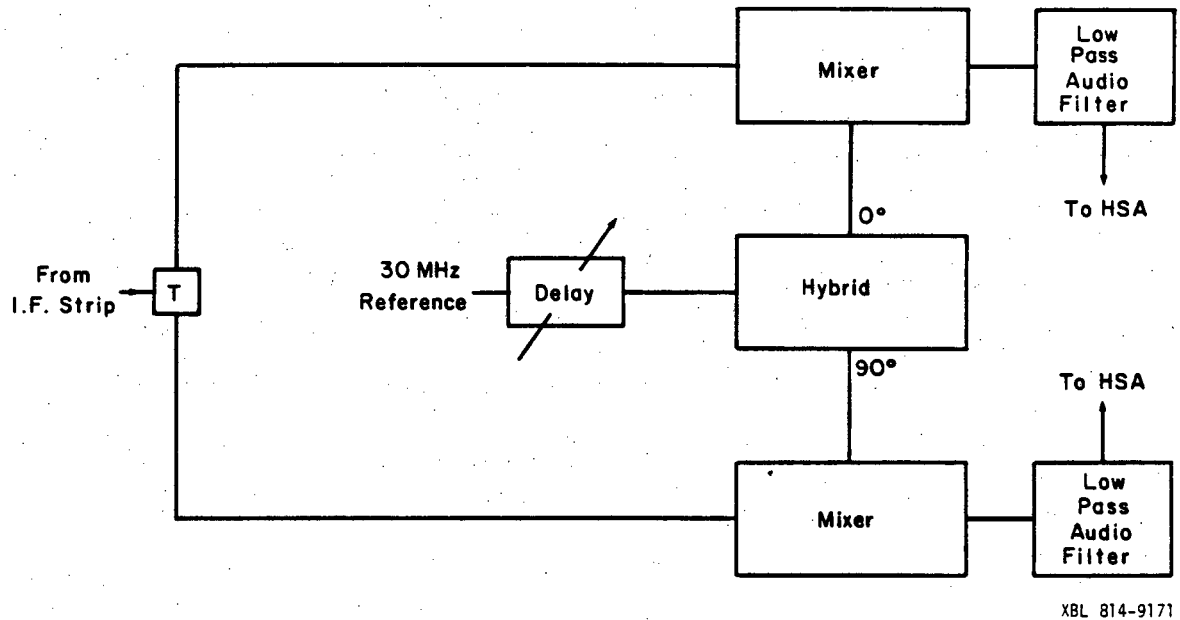 Mixer
Low
Pass
Audio
Filter
To HSA
0°
From
I.F. Strip
T
30 MHz
Reference
Delay
Hybrid
90°
To HSA
Mixer
Low
Pass
Audio
Filter
XBL 814-9171